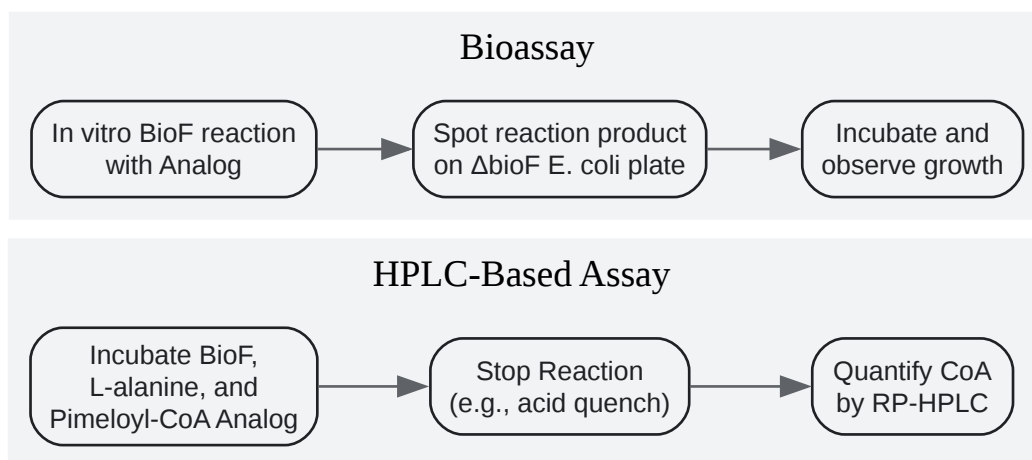 Bioassay
In vitro BioF reaction
with Analog
Spot reaction product
on ΔbioF E. coli plate
Incubate and
observe growth
HPLC-Based Assay
Incubate BioF,
L-alanine, and
Pimeloyl-CoA Analog
Stop Reaction
(e.g., acid quench)
Quantify CoA
by RP-HPLC